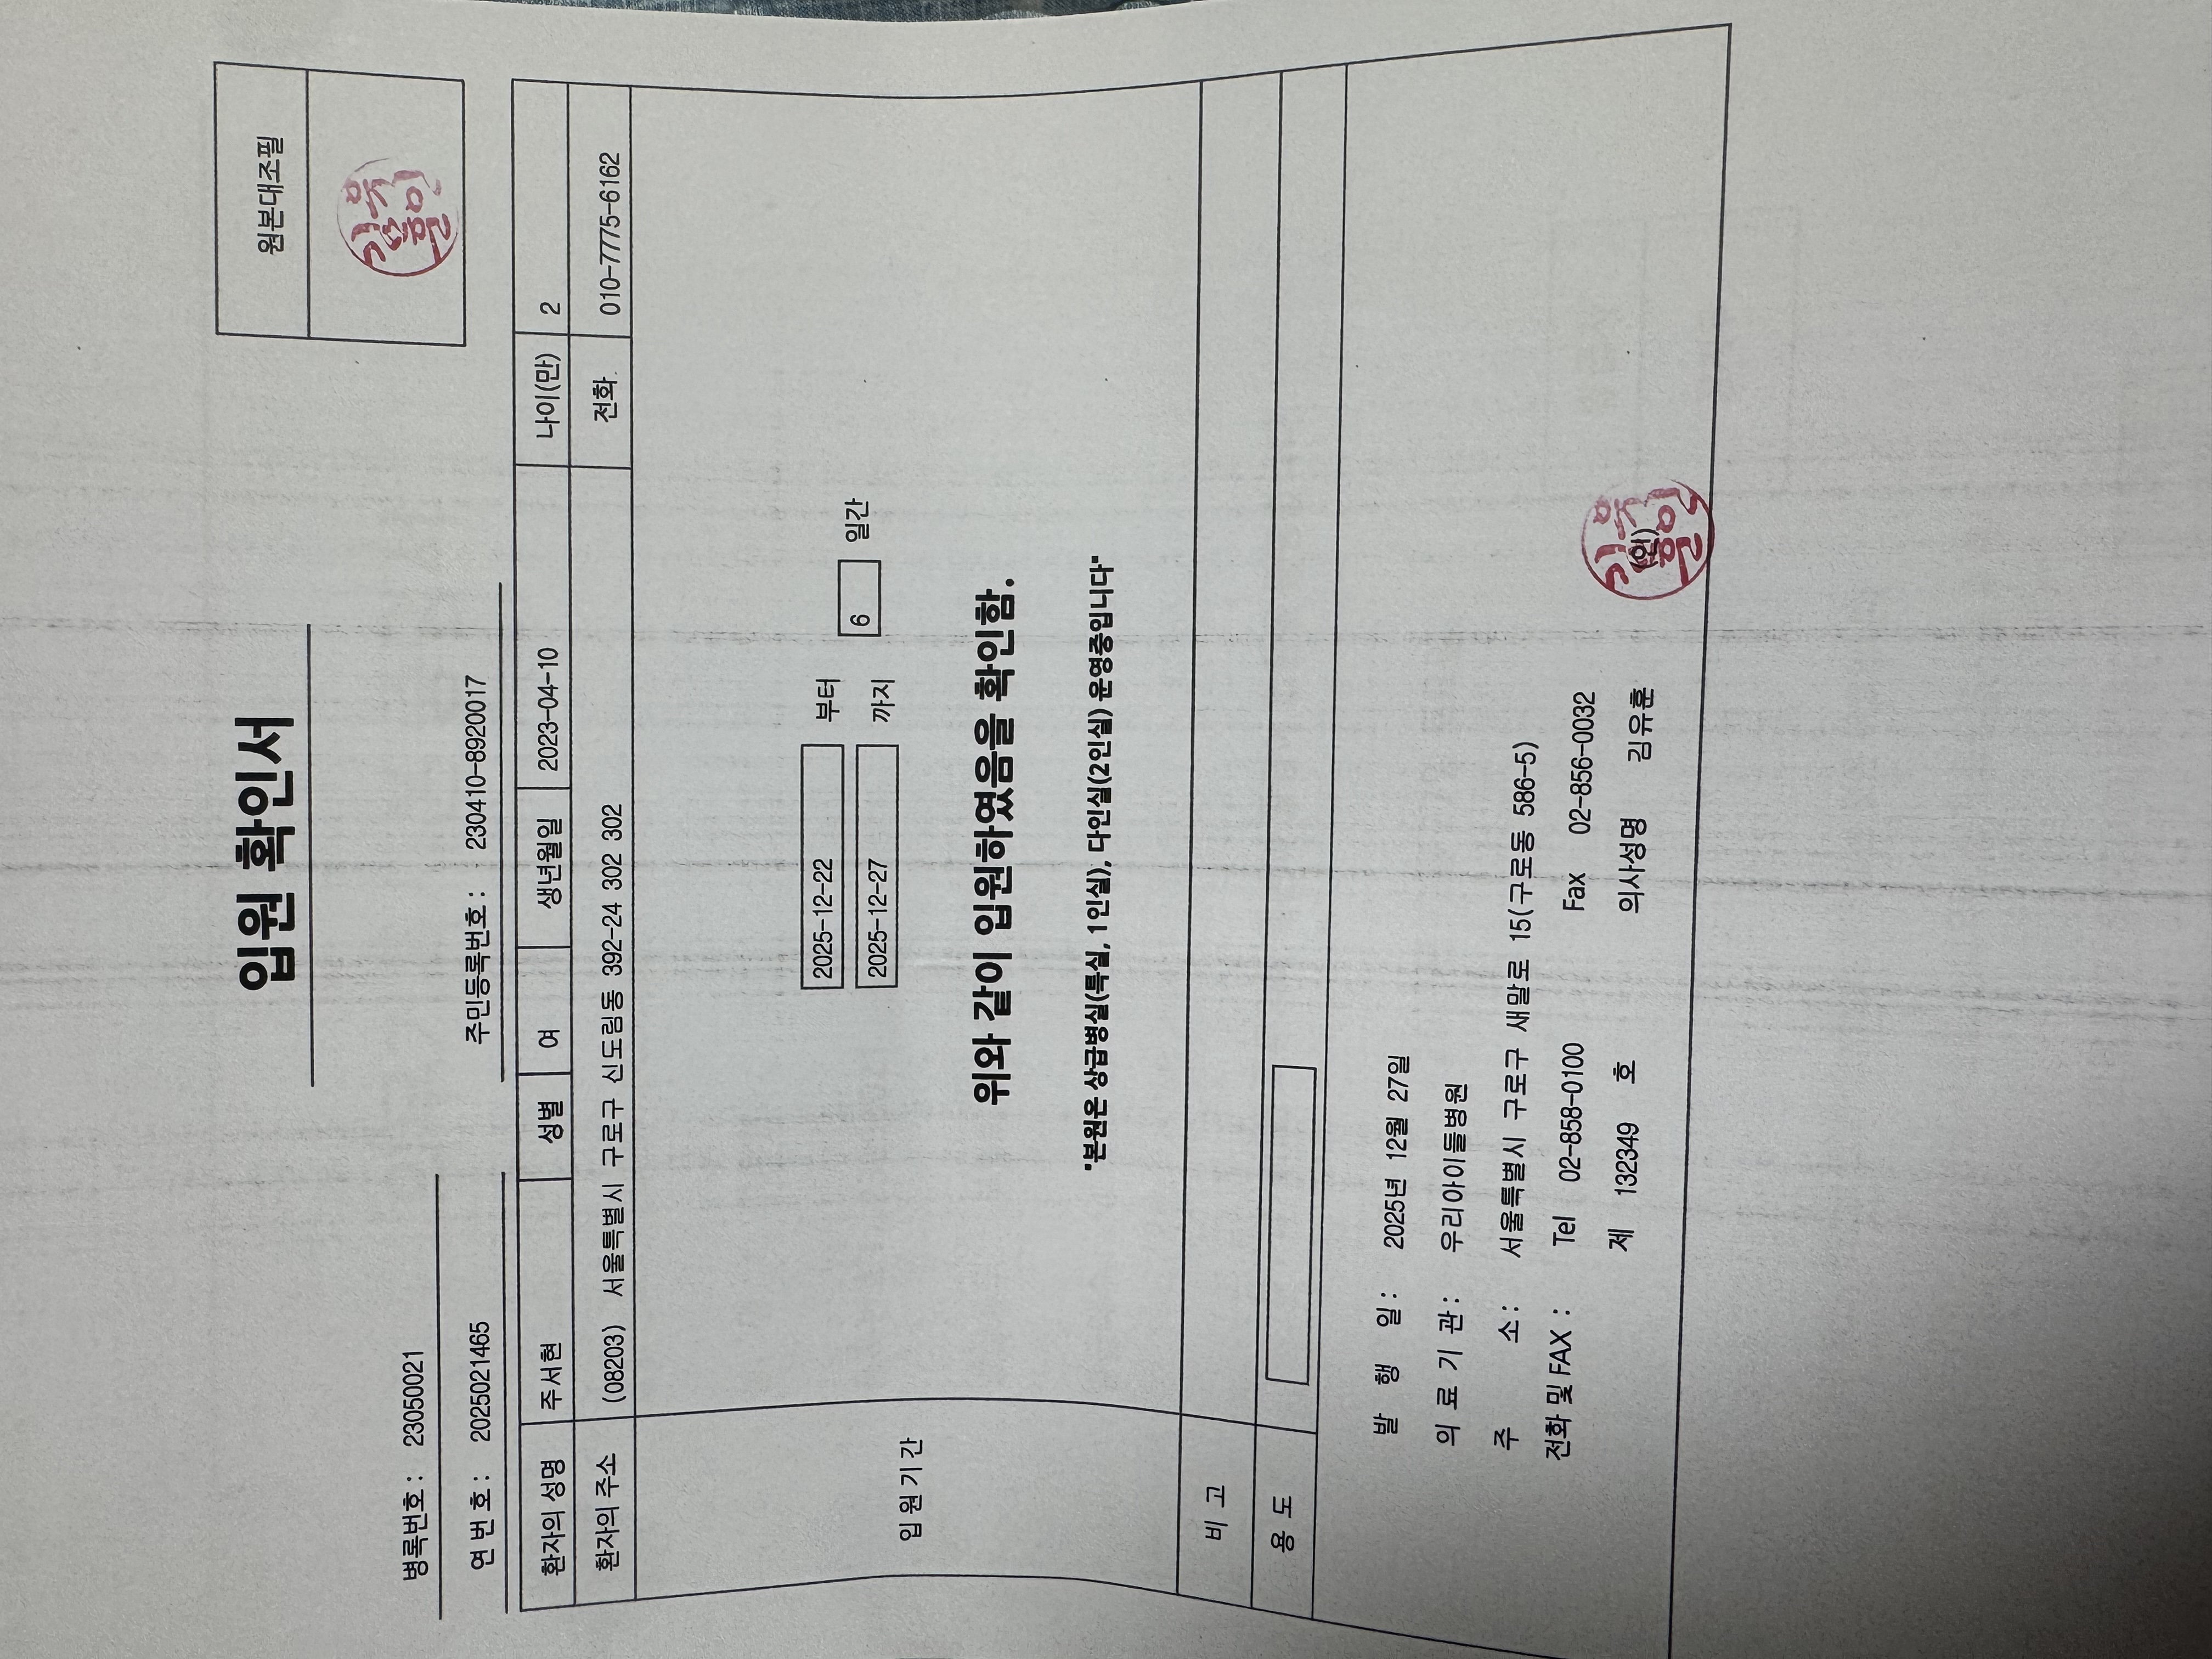 입원 확인서
원본대조필
병록번호 : 23050021
연 번 호 : 2025021465
주민등록번호 : 230410-8920017
환자의 성명 주서현 성별 여 생년월일 2023-04-10 나이(만) 2
환자의 주소 (08203) 서울특별시 구로구 신도림동 392-24 302 302 전화 010-7775-6162
입 원 기 간
2025-12-22 부터
2025-12-27 까지
6 일간
위와 같이 입원하였음을 확인함.
"본원은 상급병실(특실, 1인실), 다인실(2인실) 운영중입니다"
비 고
용 도
발 행 일 : 2025년 12월 27일
의 료 기 관 : 우리아이들병원
주 소 : 서울특별시 구로구 새말로 15(구로동 586-5)
전화 및 FAX : Tel 02-858-0100 Fax 02-856-0032
제 132349 호 의사성명 김유훈 (인)